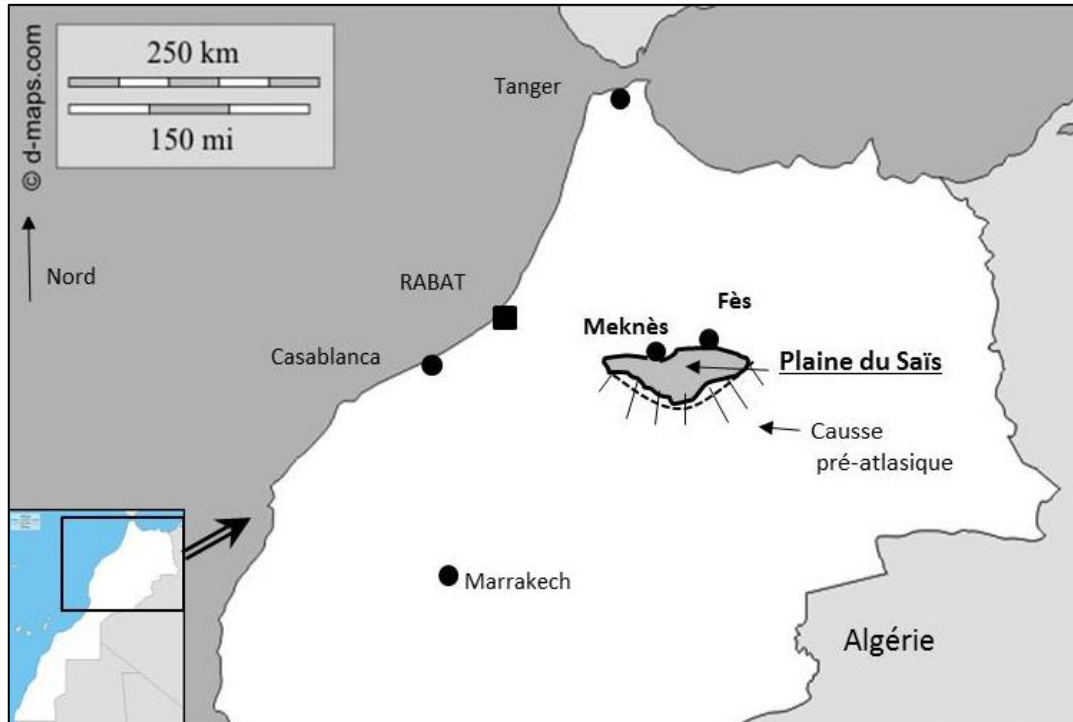 250 km
150 mi
© d-maps.com
Nord
Tanger
RABAT
Casablanca
Meknès
Fès
Plaine du Saïs
Causse
pré-atlasique
Marrakech
Algérie